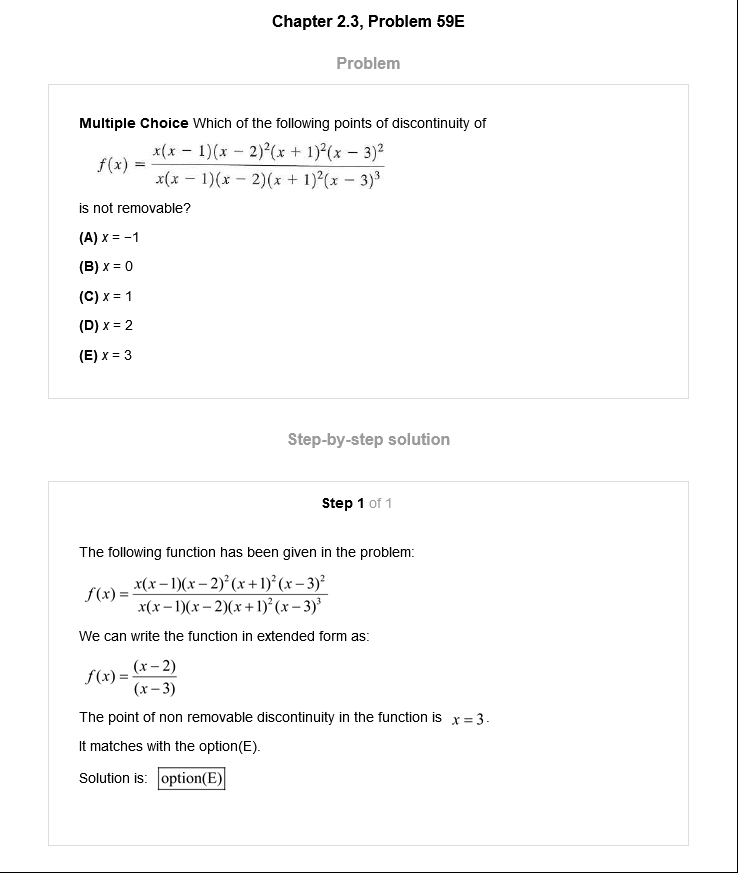 Chapter 2.3, Problem 59E
Problem
Multiple Choice Which of the following points of discontinuity of
f(x) = x(x − 1)(x − 2)²(x + 1)²(x − 3)² / x(x − 1)(x − 2)(x + 1)²(x − 3)³
is not removable?
(A) x = −1
(B) x = 0
(C) x = 1
(D) x = 2
(E) x = 3
Step-by-step solution
Step 1 of 1
The following function has been given in the problem:
f(x) = x(x−1)(x−2)²(x+1)²(x−3)² / x(x−1)(x−2)(x+1)²(x−3)³
We can write the function in extended form as:
f(x) = (x−2) / (x−3)
The point of non removable discontinuity in the function is x = 3.
It matches with the option(E).
Solution is: option(E)